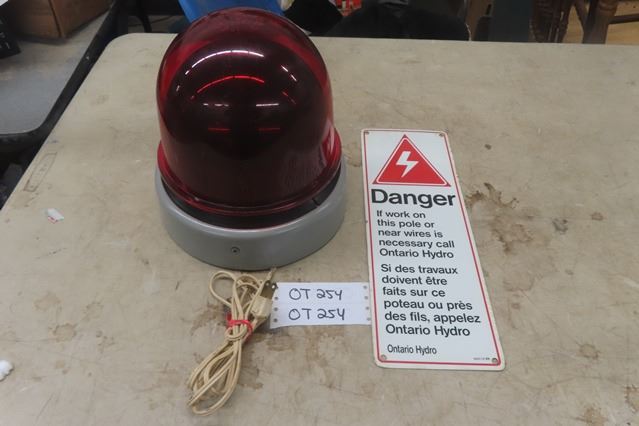 OT 254
OT 254
Danger
If work on
this pole or
near wires is
necessary call
Ontario Hydro
Si des travaux
doivent être
faits sur ce
poteau ou près
des fils, appelez
Ontario Hydro
Ontario Hydro